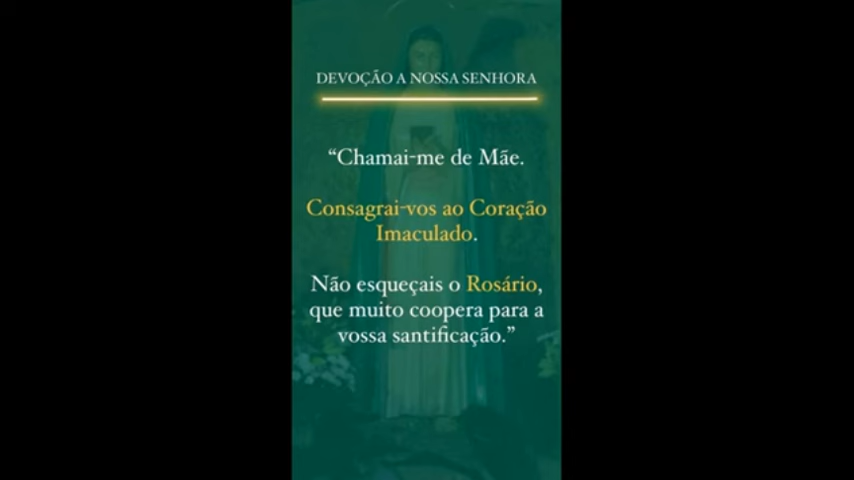 DEVOÇÃO A NOSSA SENHORA
“Chamai-me de Mãe.
Consagrai-vos ao Coração
Imaculado.
Não esqueçais o Rosário,
que muito coopera para a
vossa santificação.”